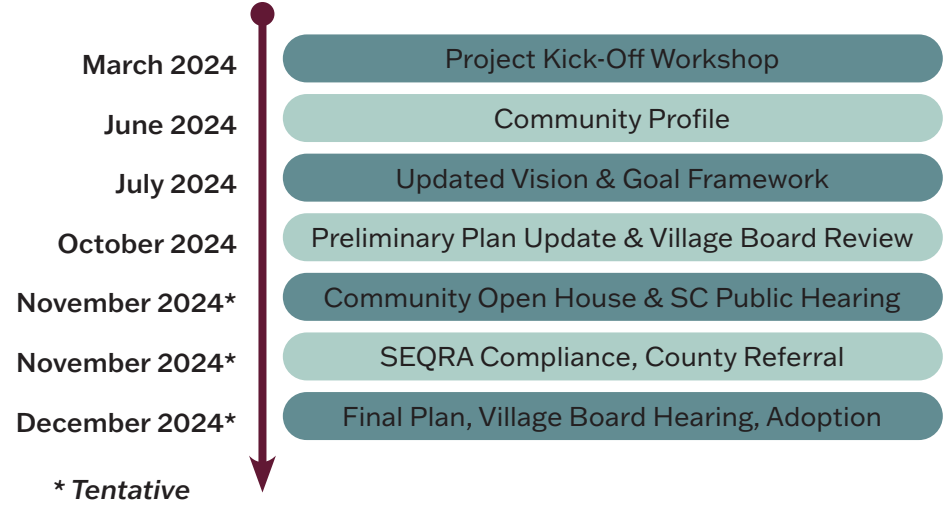 March 2024 Project Kick-Off Workshop
June 2024 Community Profile
July 2024 Updated Vision & Goal Framework
October 2024 Preliminary Plan Update & Village Board Review
November 2024* Community Open House & SC Public Hearing
November 2024* SEQRA Compliance, County Referral
December 2024* Final Plan, Village Board Hearing, Adoption
* Tentative